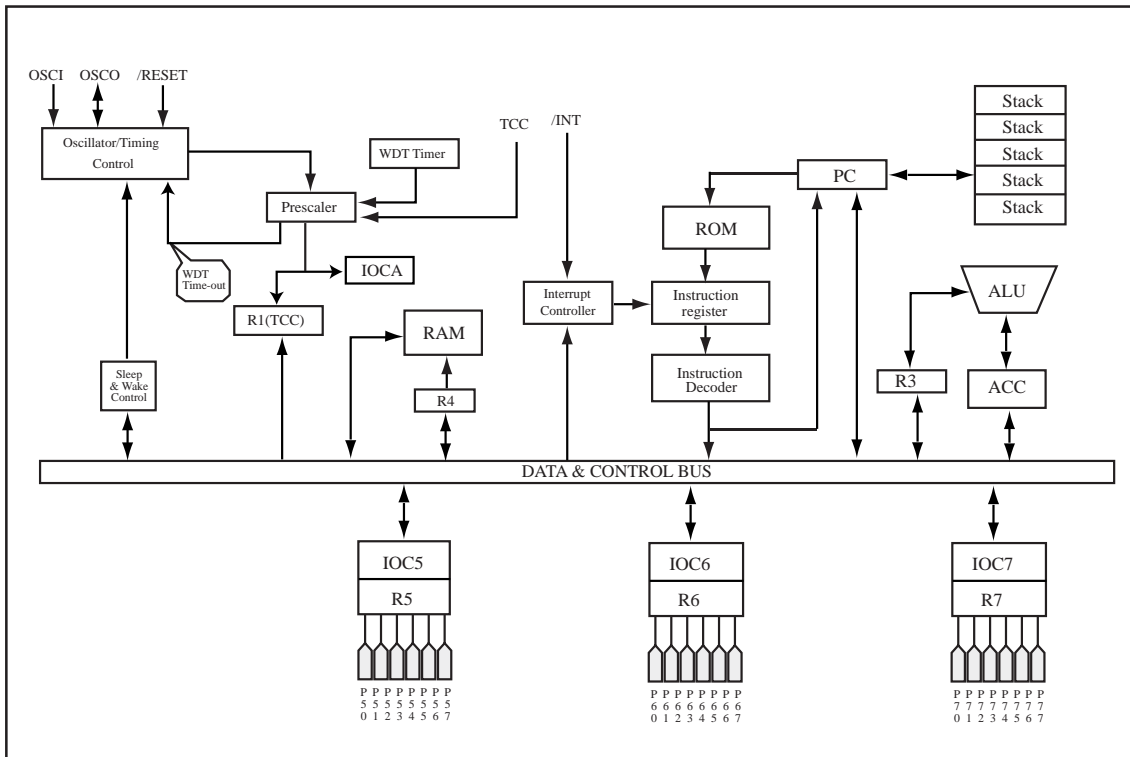 OSCI OSCO /RESET
TCC
/INT
Stack
Stack
Stack
Stack
Stack
Oscillator/Timing
Control
WDT Timer
PC
Prescaler
ROM
WDT
Time-out
IOCA
Interrupt
Controller
Instruction
register
ALU
R1(TCC)
RAM
Sleep
& Wake
Control
R4
Instruction
Decoder
R3
ACC
DATA & CONTROL BUS
IOC5
R5
IOC6
R6
IOC7
R7
P50 P51 P52 P53 P54 P55 P56 P57
P60 P61 P62 P63 P64 P65 P66 P67
P70 P71 P72 P73 P74 P75 P76 P77